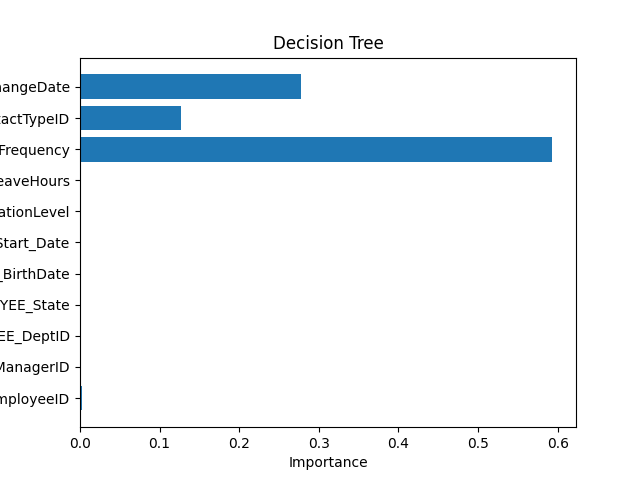 Decision Tree
hangeDate
tactTypeID
Frequency
eaveHours
ationLevel
Start_Date
_BirthDate
YEE_State
EE_DeptID
ManagerID
mployeeID
0.0 0.1 0.2 0.3 0.4 0.5 0.6
Importance